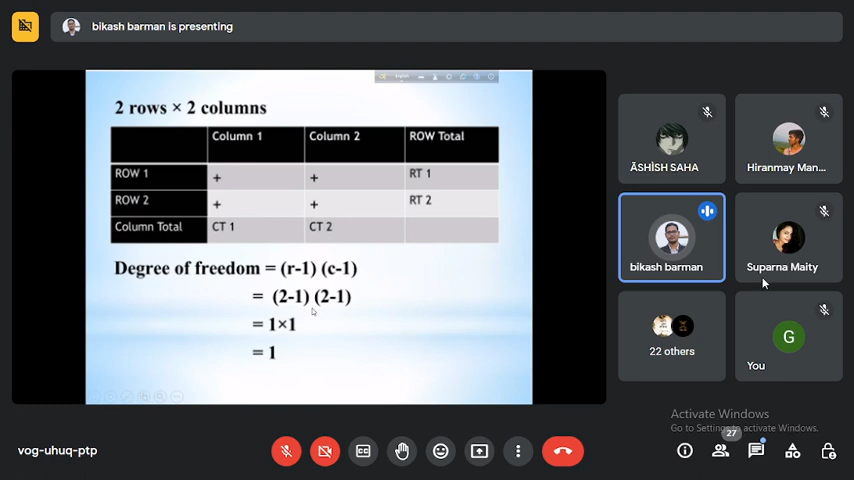 bikash barman is presenting
English
2 rows × 2 columns
Column 1 Column 2 ROW Total
ROW 1 + + RT 1
ROW 2 + + RT 2
Column Total CT 1 CT 2
Degree of freedom = (r-1) (c-1)
= (2-1) (2-1)
= 1×1
= 1
ĀSHÌSH SAHA
Hiranmay Man...
bikash barman
Suparna Maity
22 others
G
You
Activate Windows
Go to Settings to activate Windows.
vog-uhuq-ptp
27